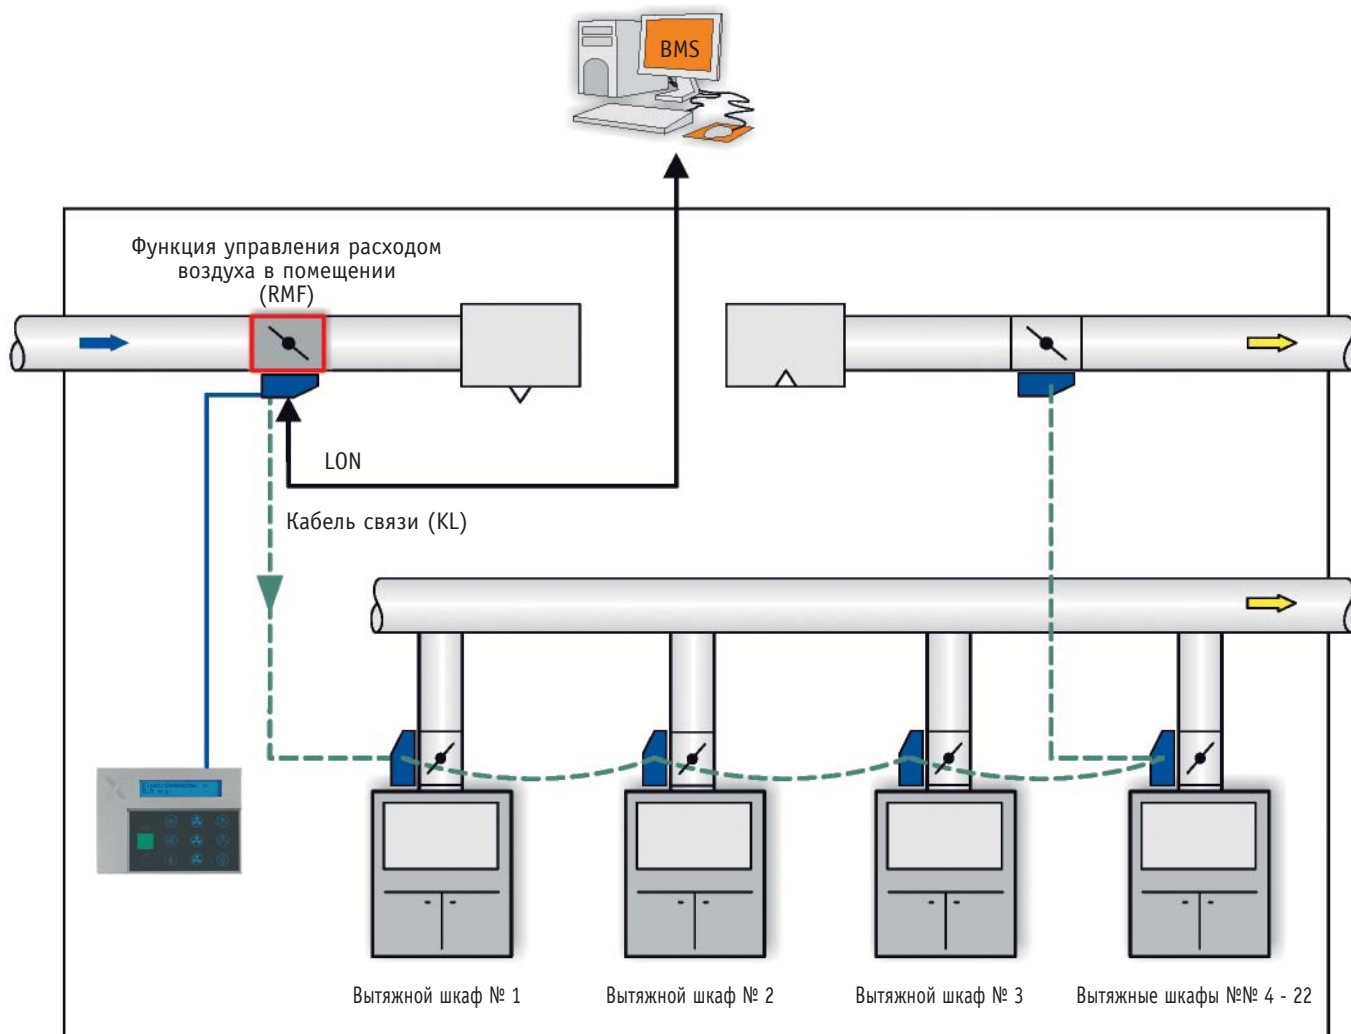 BMS
Функция управления расходом
воздуха в помещении
(RMF)
LON
Кабель связи (KL)
Вытяжной шкаф № 1
Вытяжной шкаф № 2
Вытяжной шкаф № 3
Вытяжные шкафы №№ 4 - 22